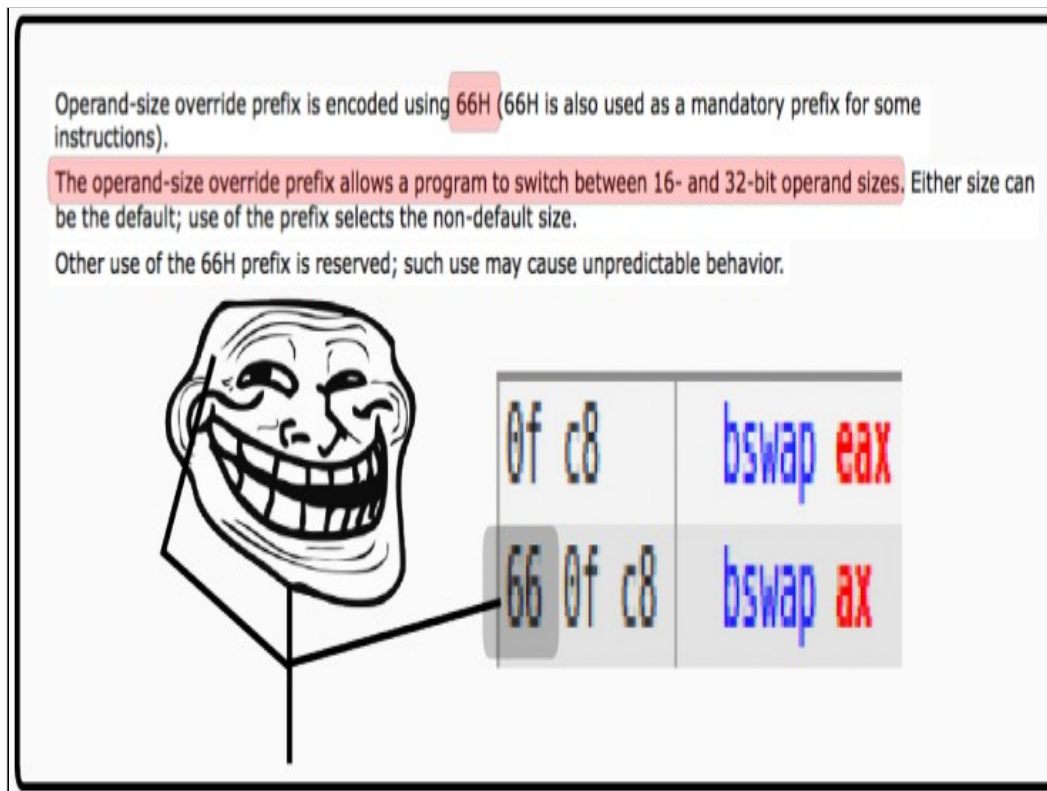 Operand-size override prefix is encoded using 66H (66H is also used as a mandatory prefix for some
instructions).
The operand-size override prefix allows a program to switch between 16- and 32-bit operand sizes. Either size can
be the default; use of the prefix selects the non-default size.
Other use of the 66H prefix is reserved; such use may cause unpredictable behavior.
0f c8 bswap eax
66 0f c8 bswap ax